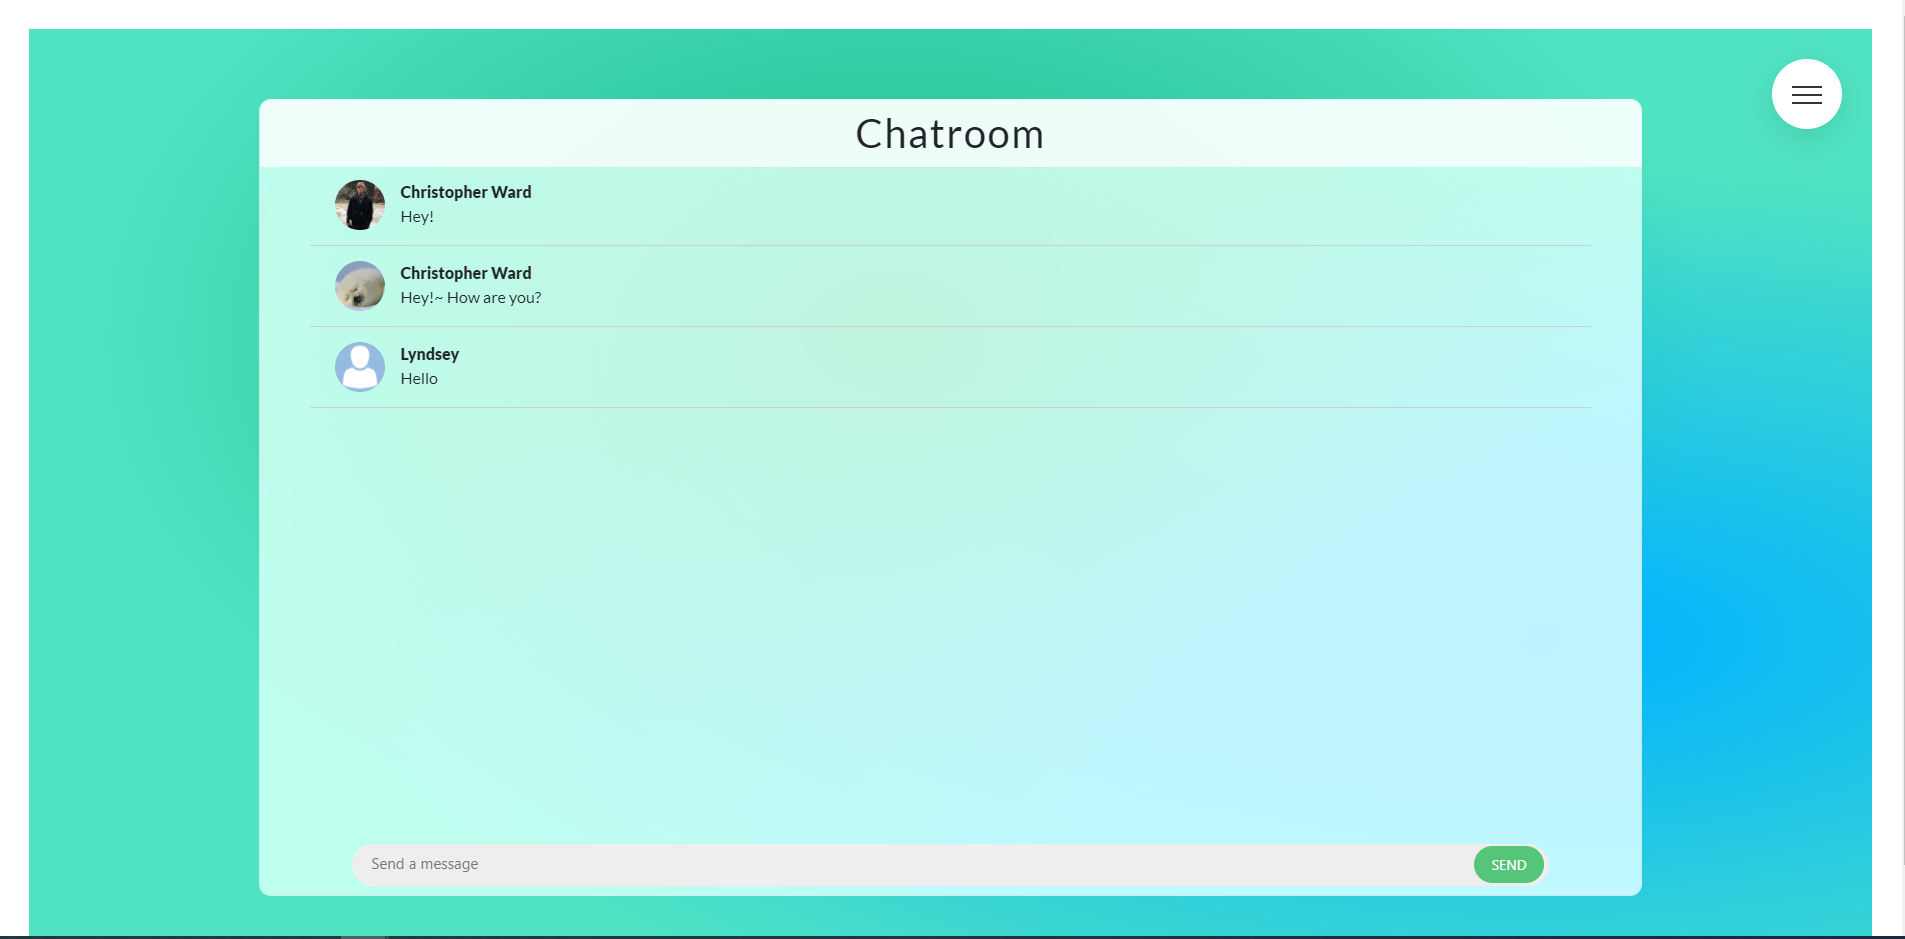 Chatroom
Christopher Ward
Hey!
Christopher Ward
Hey!~ How are you?
Lyndsey
Hello
Send a message
SEND